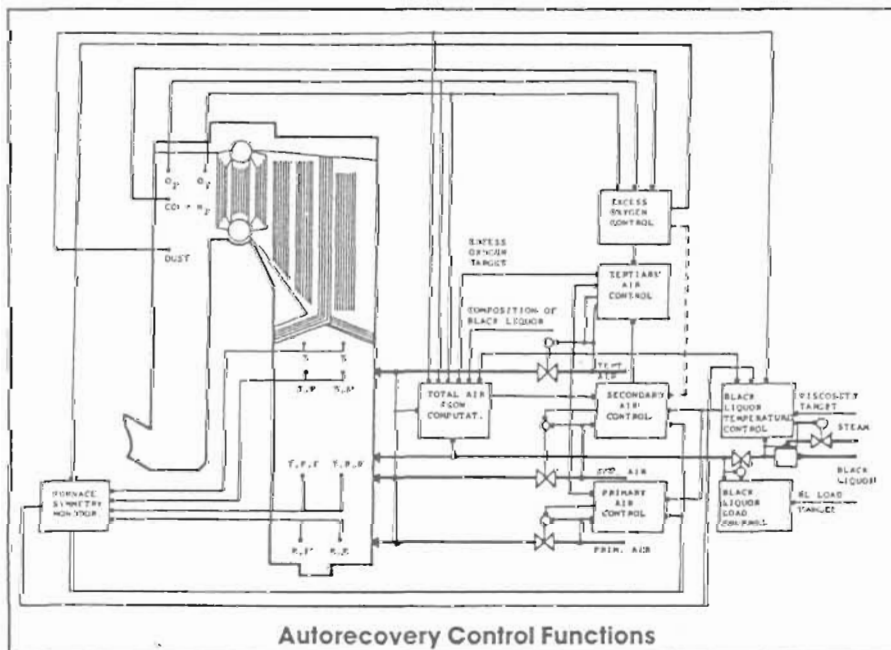 O₂ O₂
DUST
EXCESS
OXYGEN
CONTROL
EXCESS
OXYGEN
TARGET
TERTIARY
AIR
CONTROL
COMPOSITION OF
BLACK LIQUOR
TERT.
AIR
TOTAL AIR
FLOW
COMPUTAT.
SECONDARY
AIR
CONTROL
BLACK
LIQUOR
TEMPERATURE
CONTROL
VISCOSITY
TARGET
STEAM
BLACK
LIQUOR
AIR
FURNACE
SYMMETRY
MONITOR
PRIMARY
AIR
CONTROL
BLACK
LIQUOR
LOAD
CONTROL
BL LOAD
TARGET
PRIM. AIR
Autorecovery Control Functions